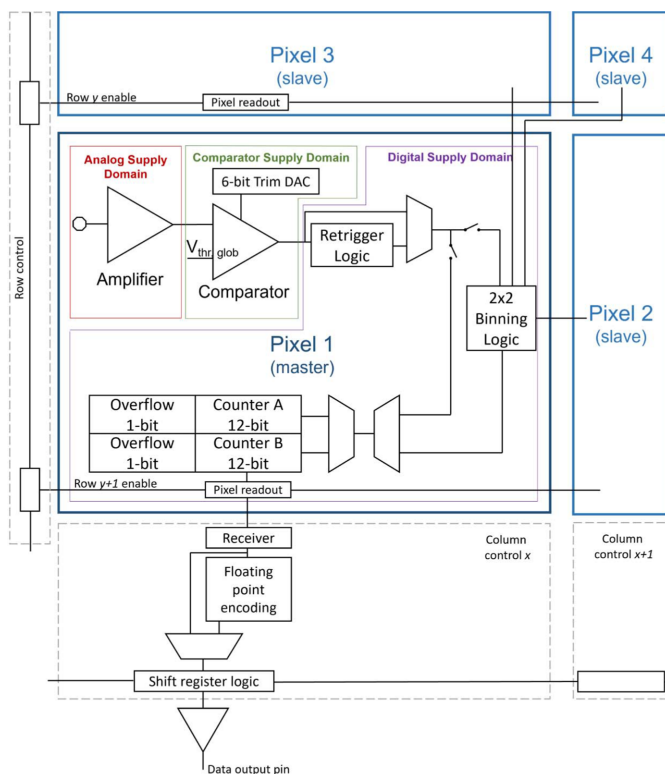 Pixel 3
(slave)
Pixel 4
(slave)
Row y enable
Pixel readout
Analog Supply
Domain
Comparator Supply Domain
Digital Supply Domain
6-bit Trim DAC
V thr, glob
Amplifier
Comparator
Retrigger
Logic
Row control
2x2
Binning
Logic
Pixel 2
(slave)
Pixel 1
(master)
Overflow
1-bit
Counter A
12-bit
Overflow
1-bit
Counter B
12-bit
Row y+1 enable
Pixel readout
Receiver
Column
control x
Column
control x+1
Floating
point
encoding
Shift register logic
Data output pin